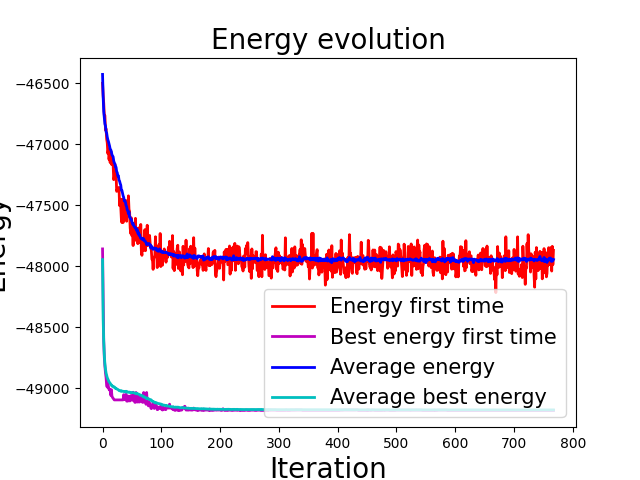 Energy evolution
Energy
−46500
−47000
−47500
−48000
−48500
−49000
Energy first time
Best energy first time
Average energy
Average best energy
0 100 200 300 400 500 600 700 800
Iteration